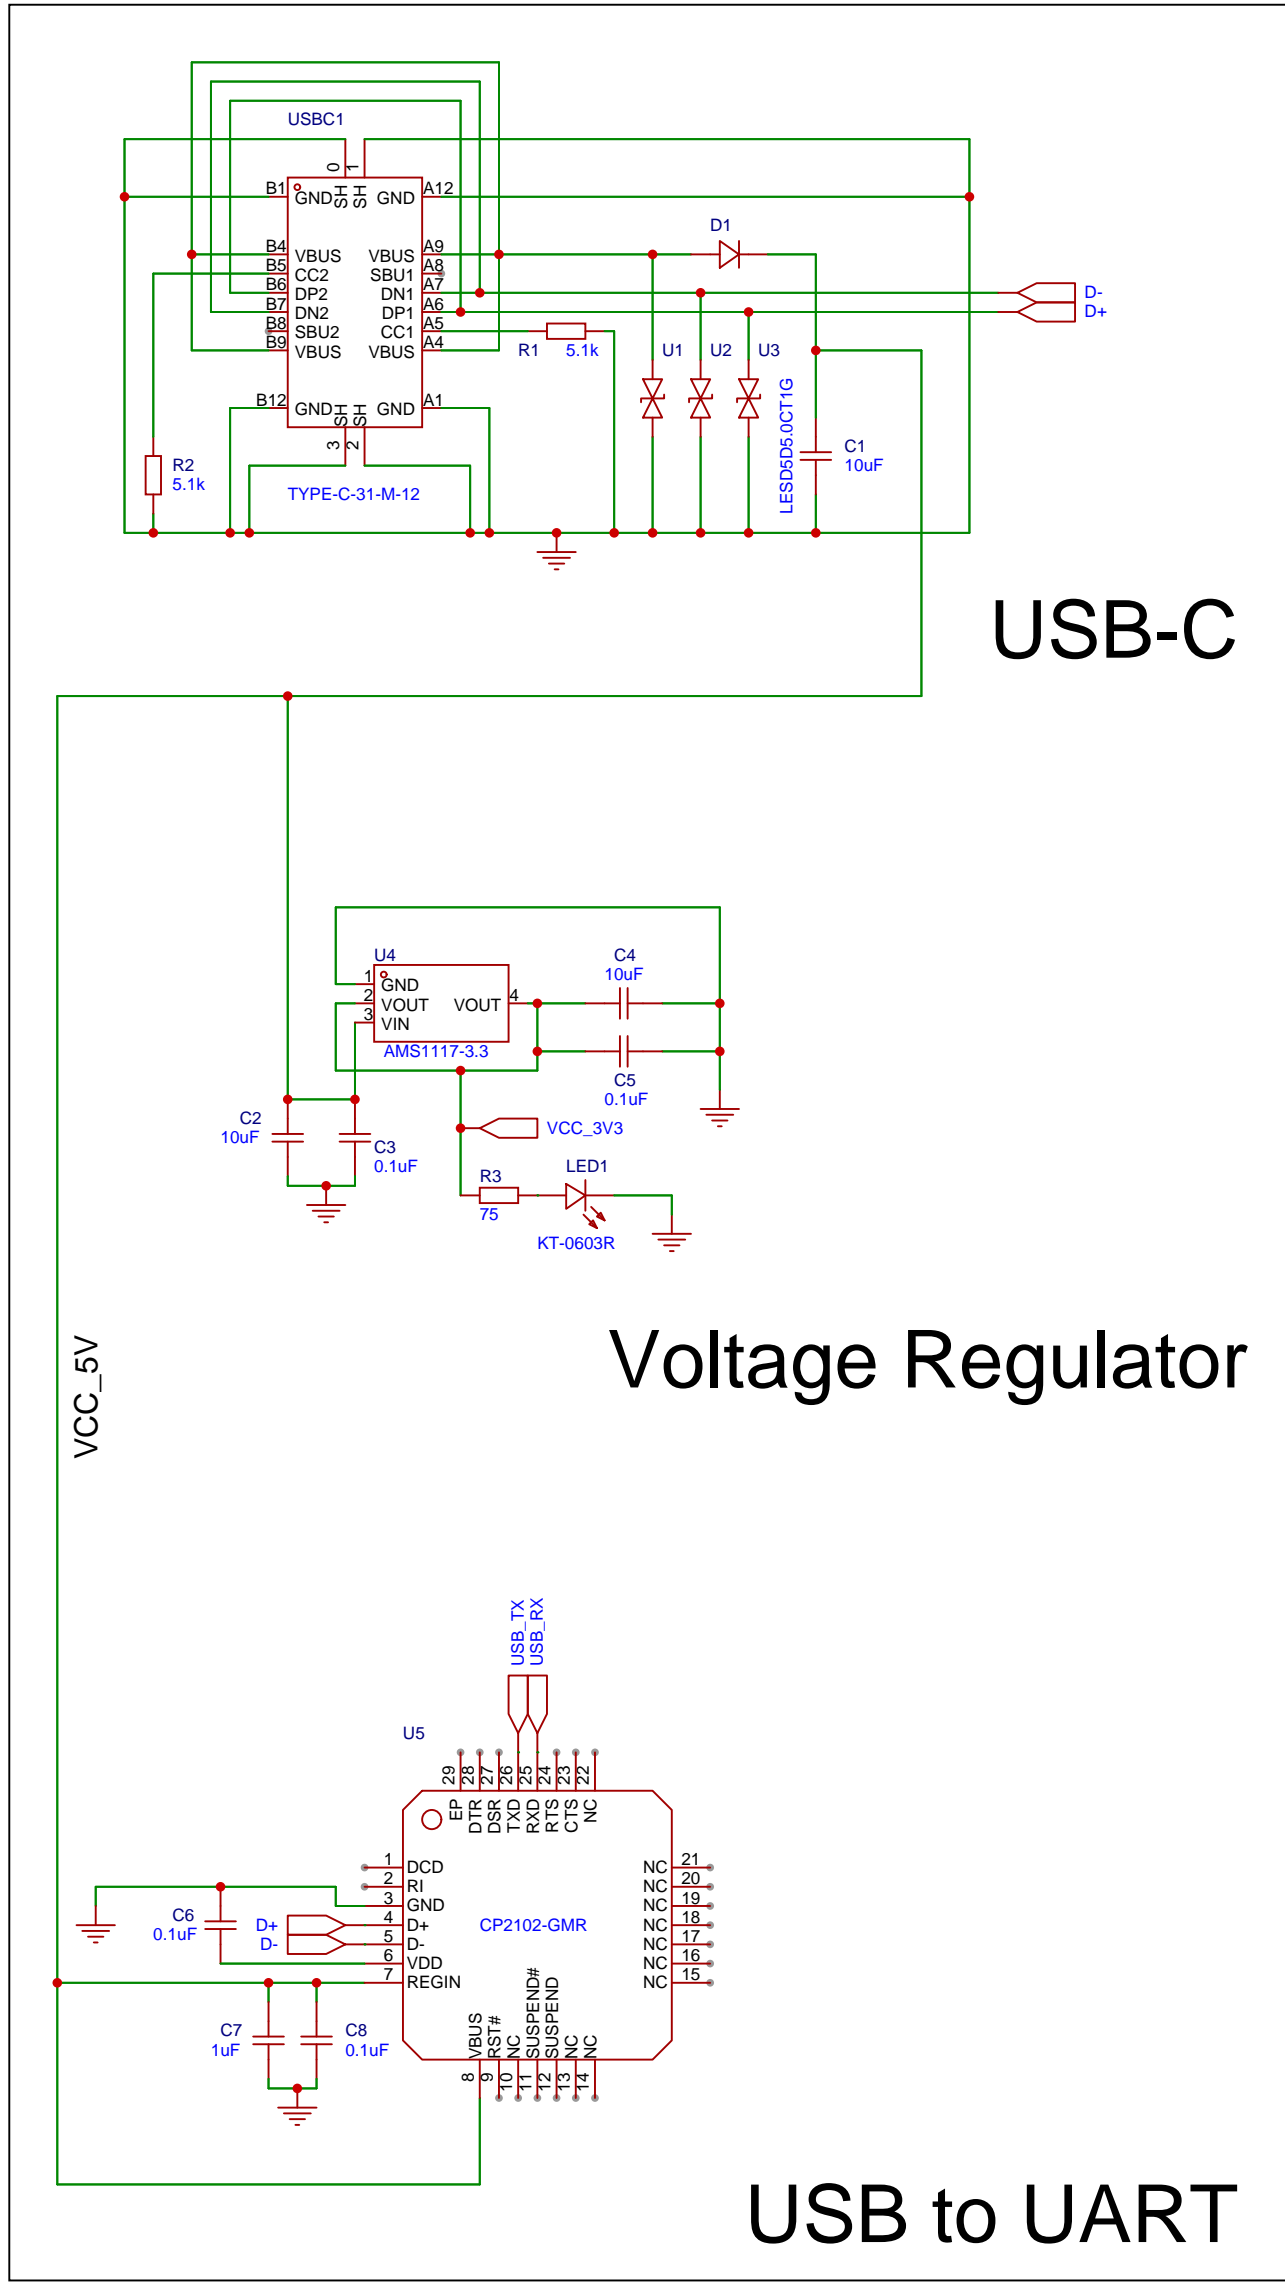 USBC1
0
1
B1
GND
SH
SH
GND
A12
D1
B4
VBUS
VBUS
A9
B5
CC2
SBU1
A8
B6
DP2
DN1
A7
D-
B7
DN2
DP1
A6
D+
B8
SBU2
CC1
A5
B9
VBUS
VBUS
A4
R1
5.1k
U1
U2
U3
LESD5D5.0CT1G
B12
GND
SH
SH
GND
A1
3
2
R2
5.1k
C1
10uF
TYPE-C-31-M-12
USB-C
U4
C4
10uF
1
GND
2
VOUT
VOUT
4
3
VIN
AMS1117-3.3
C5
0.1uF
C2
10uF
C3
0.1uF
VCC_3V3
R3
75
LED1
KT-0603R
Voltage Regulator
VCC_5V
USB_TX
USB_RX
U5
29
28
27
26
25
24
23
22
EP
DTR
DSR
TXD
RXD
RTS
CTS
NC
1
DCD
NC
21
2
RI
NC
20
3
GND
NC
19
C6
0.1uF
D+
4
D+
CP2102-GMR
NC
18
D-
5
D-
NC
17
6
VDD
NC
16
7
REGIN
NC
15
C7
1uF
C8
0.1uF
VBUS
RST#
NC
SUSPEND#
SUSPEND
NC
NC
8
9
10
11
12
13
14
USB to UART